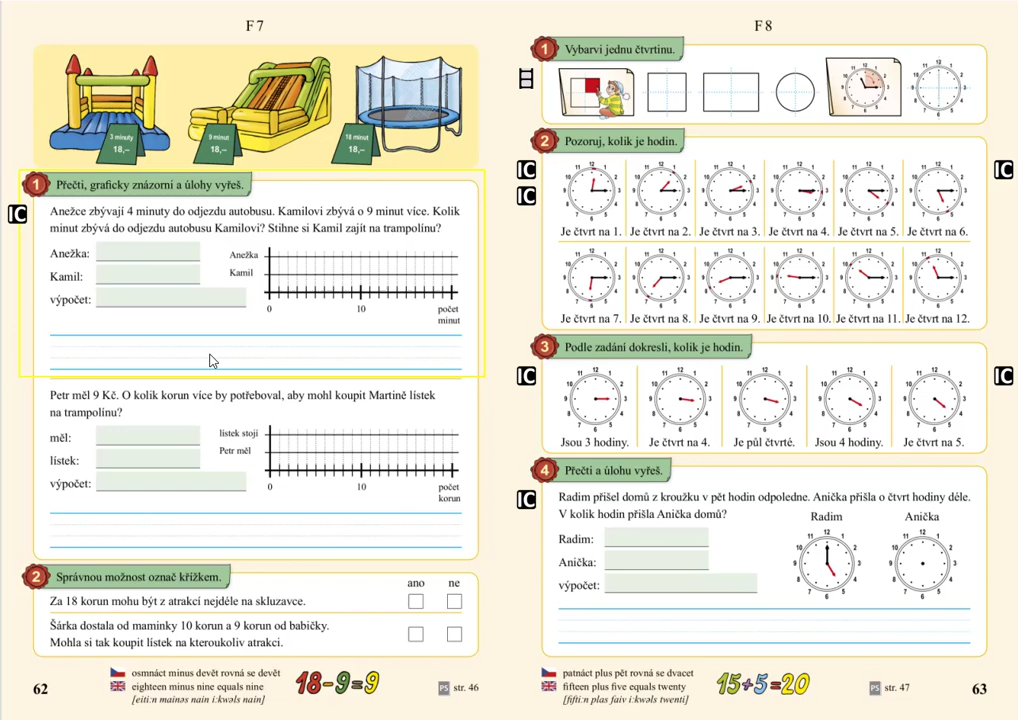 F 7
3 minuty
18,–
9 minut
18,–
18 minut
18,–
1 Přečti, graficky znázorni a úlohy vyřeš.
IC
Anežce zbývají 4 minuty do odjezdu autobusu. Kamilovi zbývá o 9 minut více. Kolik
minut zbývá do odjezdu autobusu Kamilovi? Stihne si Kamil zajít na trampolínu?
Anežka:
Kamil:
výpočet:
Anežka
Kamil
0 10 počet
minut
Petr měl 9 Kč. O kolik korun více by potřeboval, aby mohl koupit Martině lístek
na trampolínu?
měl:
lístek:
výpočet:
lístek stojí
Petr měl
0 10 počet
korun
2 Správnou možnost označ křížkem.
ano ne
Za 18 korun mohu být z atrakcí nejdéle na skluzavce.
Šárka dostala od maminky 10 korun a 9 korun od babičky.
Mohla si tak koupit lístek na kteroukoliv atrakci.
62
osmnáct minus devět rovná se devět
eighteen minus nine equals nine
[eiti:n mainəs nain i:kwəls nain]
18-9=9
PS str. 46
F 8
1 Vybarvi jednu čtvrtinu.
2 Pozoruj, kolik je hodin.
IC
IC
IC
Je čtvrt na 1. Je čtvrt na 2. Je čtvrt na 3. Je čtvrt na 4. Je čtvrt na 5. Je čtvrt na 6.
Je čtvrt na 7. Je čtvrt na 8. Je čtvrt na 9. Je čtvrt na 10. Je čtvrt na 11. Je čtvrt na 12.
3 Podle zadání dokresli, kolik je hodin.
IC
IC
Jsou 3 hodiny. Je čtvrt na 4. Je půl čtvrté. Jsou 4 hodiny. Je čtvrt na 5.
4 Přečti a úlohu vyřeš.
IC
Radim přišel domů z kroužku v pět hodin odpoledne. Anička přišla o čtvrt hodiny déle.
V kolik hodin přišla Anička domů?
Radim Anička
Radim:
Anička:
výpočet:
patnáct plus pět rovná se dvacet
fifteen plus five equals twenty
[fifti:n plas faiv i:kwəls twenti]
15+5=20
PS str. 47
63